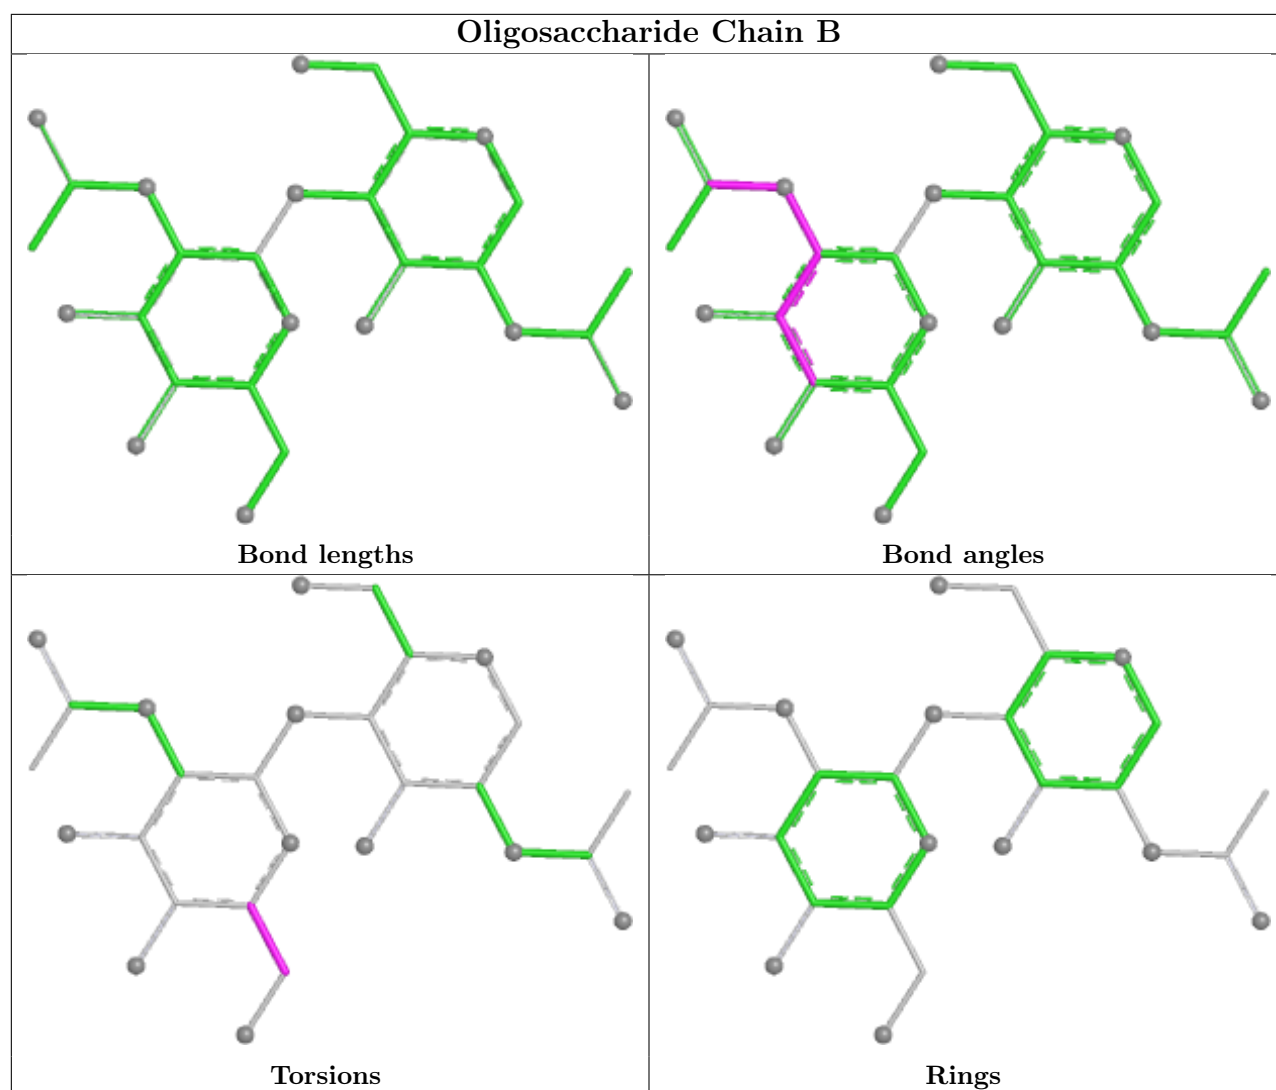 Oligosaccharide Chain B
Bond lengths
Bond angles
Torsions
Rings